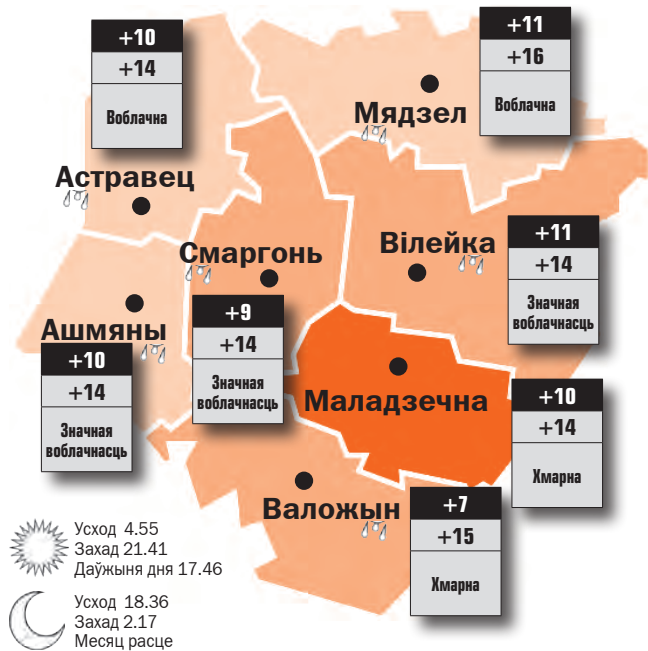 +10
+14
Воблачна
+11
+16
Воблачна
Мядзел
Астравец
Смаргонь
Вілейка
+11
+14
Значная
воблачнасць
Ашмяны
+10
+14
Значная
воблачнасць
+9
+14
Значная
воблачнасць
Маладзечна
+10
+14
Хмарна
Валожын
+7
+15
Хмарна
Усход 4.55
Захад 21.41
Даўжыня дня 17.46
Усход 18.36
Захад 2.17
Месяц расце